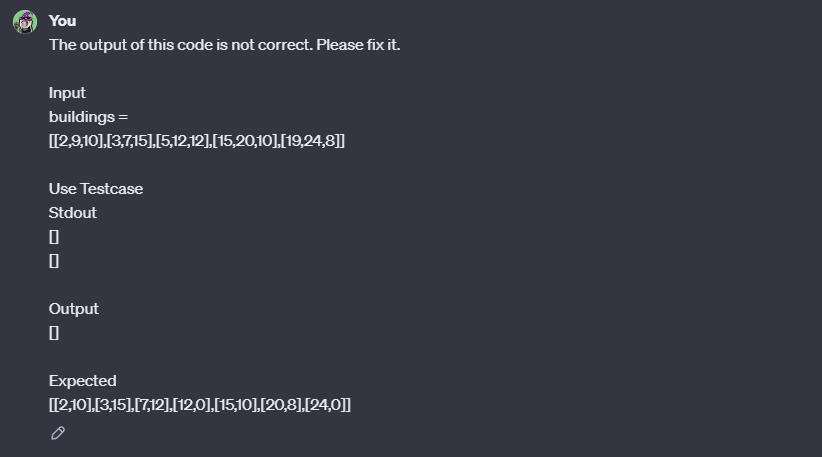 You
The output of this code is not correct. Please fix it.
Input
buildings =
[[2,9,10],[3,7,15],[5,12,12],[15,20,10],[19,24,8]]
Use Testcase
Stdout
[]
[]
Output
[]
Expected
[[2,10],[3,15],[7,12],[12,0],[15,10],[20,8],[24,0]]